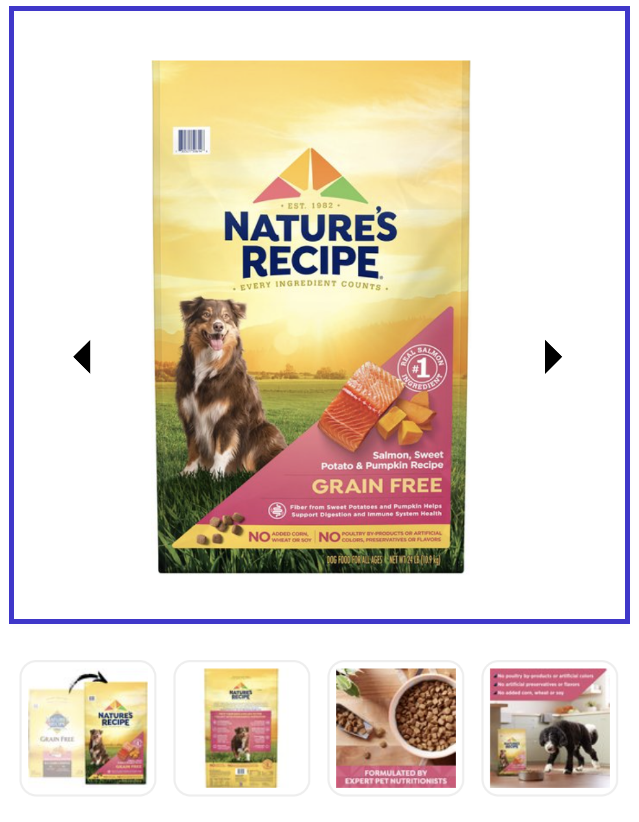 EST. 1982
NATURE'S
RECIPE®
EVERY INGREDIENT COUNTS
REAL SALMON
#1
INGREDIENT
Salmon, Sweet
Potato & Pumpkin Recipe
GRAIN FREE
Fiber from Sweet Potatoes and Pumpkin Helps
Support Digestion and Immune System Health
NO ADDED CORN, WHEAT OR SOY
NO POULTRY BY-PRODUCTS OR ARTIFICIAL COLORS, PRESERVATIVES OR FLAVORS
DOG FOOD FOR ALL AGES | NET WT 24 LB (10.9 kg)
GRAIN FREE
NATURE'S
RECIPE
GRAIN FREE
NATURE'S
RECIPE
FORMULATED BY
EXPERT PET NUTRITIONISTS
No poultry by-products or artificial colors
No artificial preservatives or flavors
No added corn, wheat or soy
NATURE'S
RECIPE